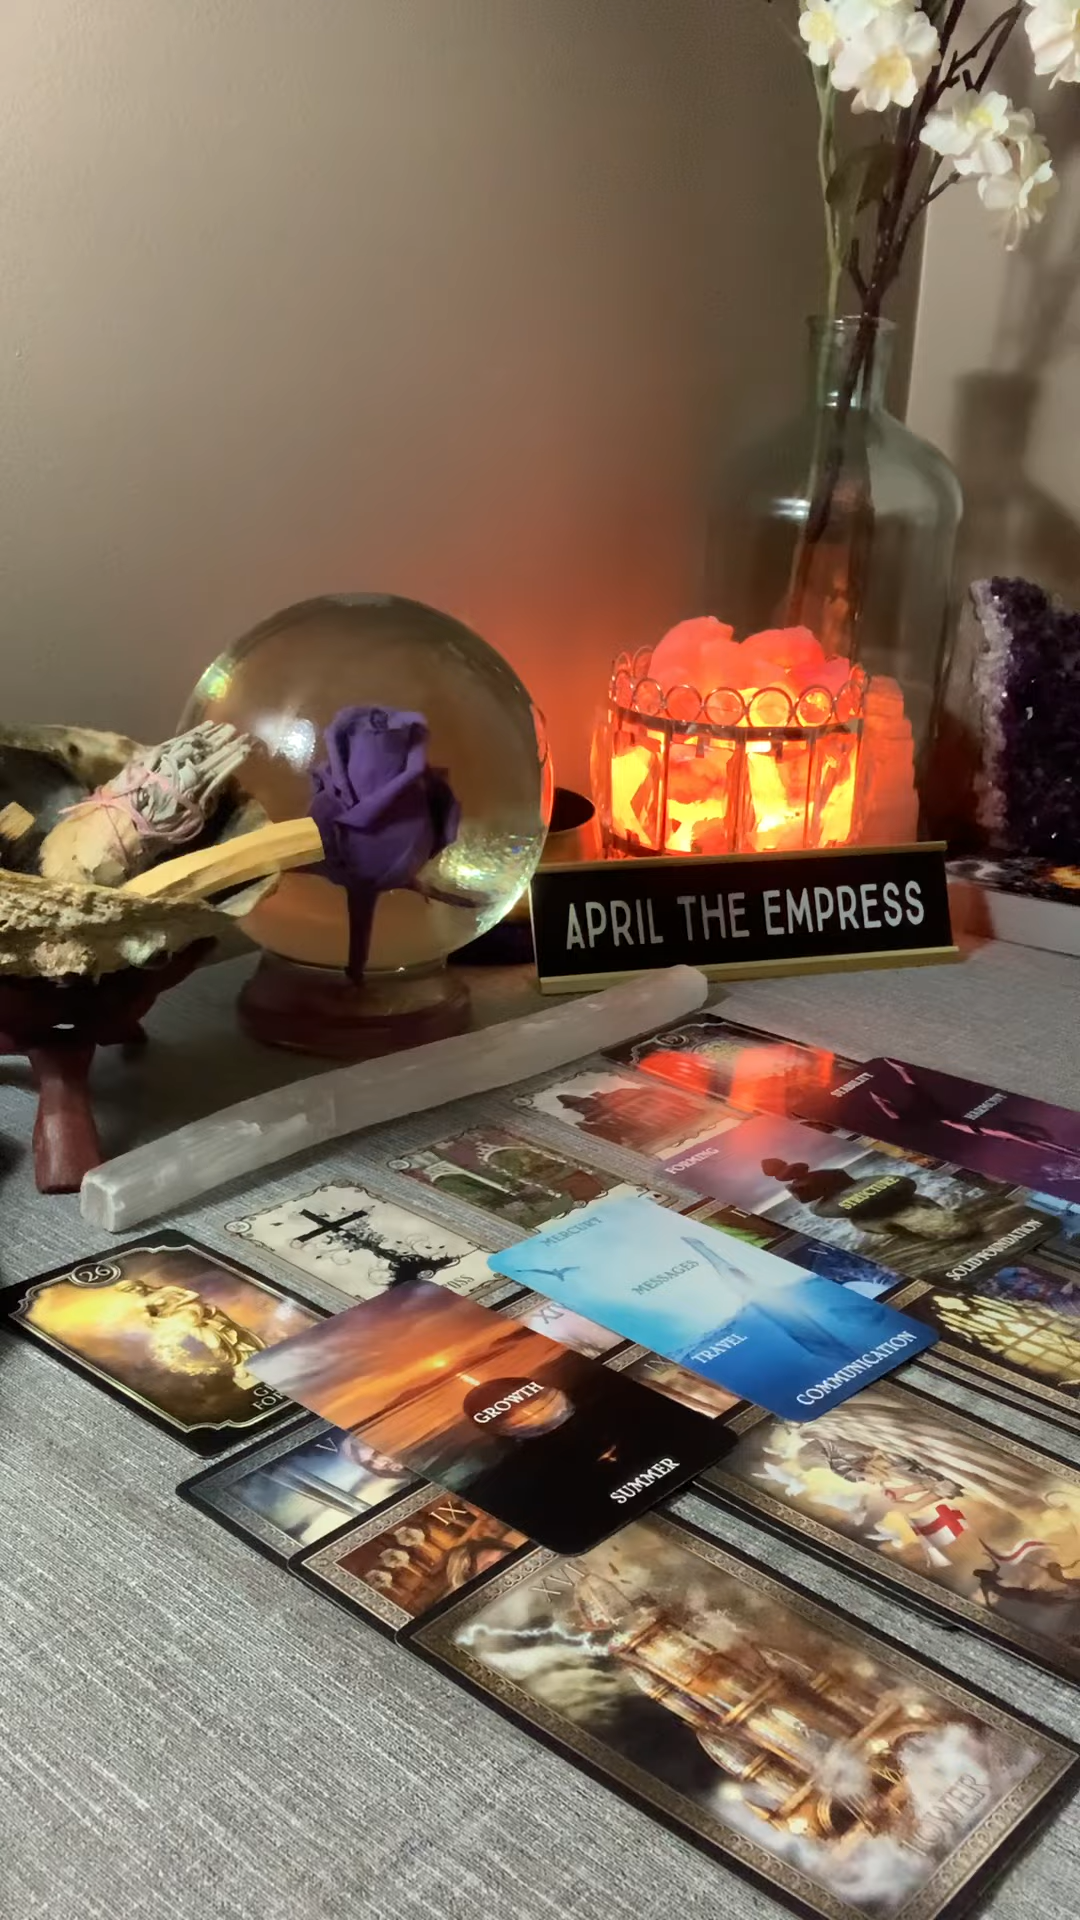 APRIL THE EMPRESS
STABILITY
HARMONY
FORMING
STRUCTURE
SOLID FOUNDATION
MERCURY
MESSAGES
TRAVEL
COMMUNICATION
26
GROWTH
SUMMER
V
IX
XVI
TOWER